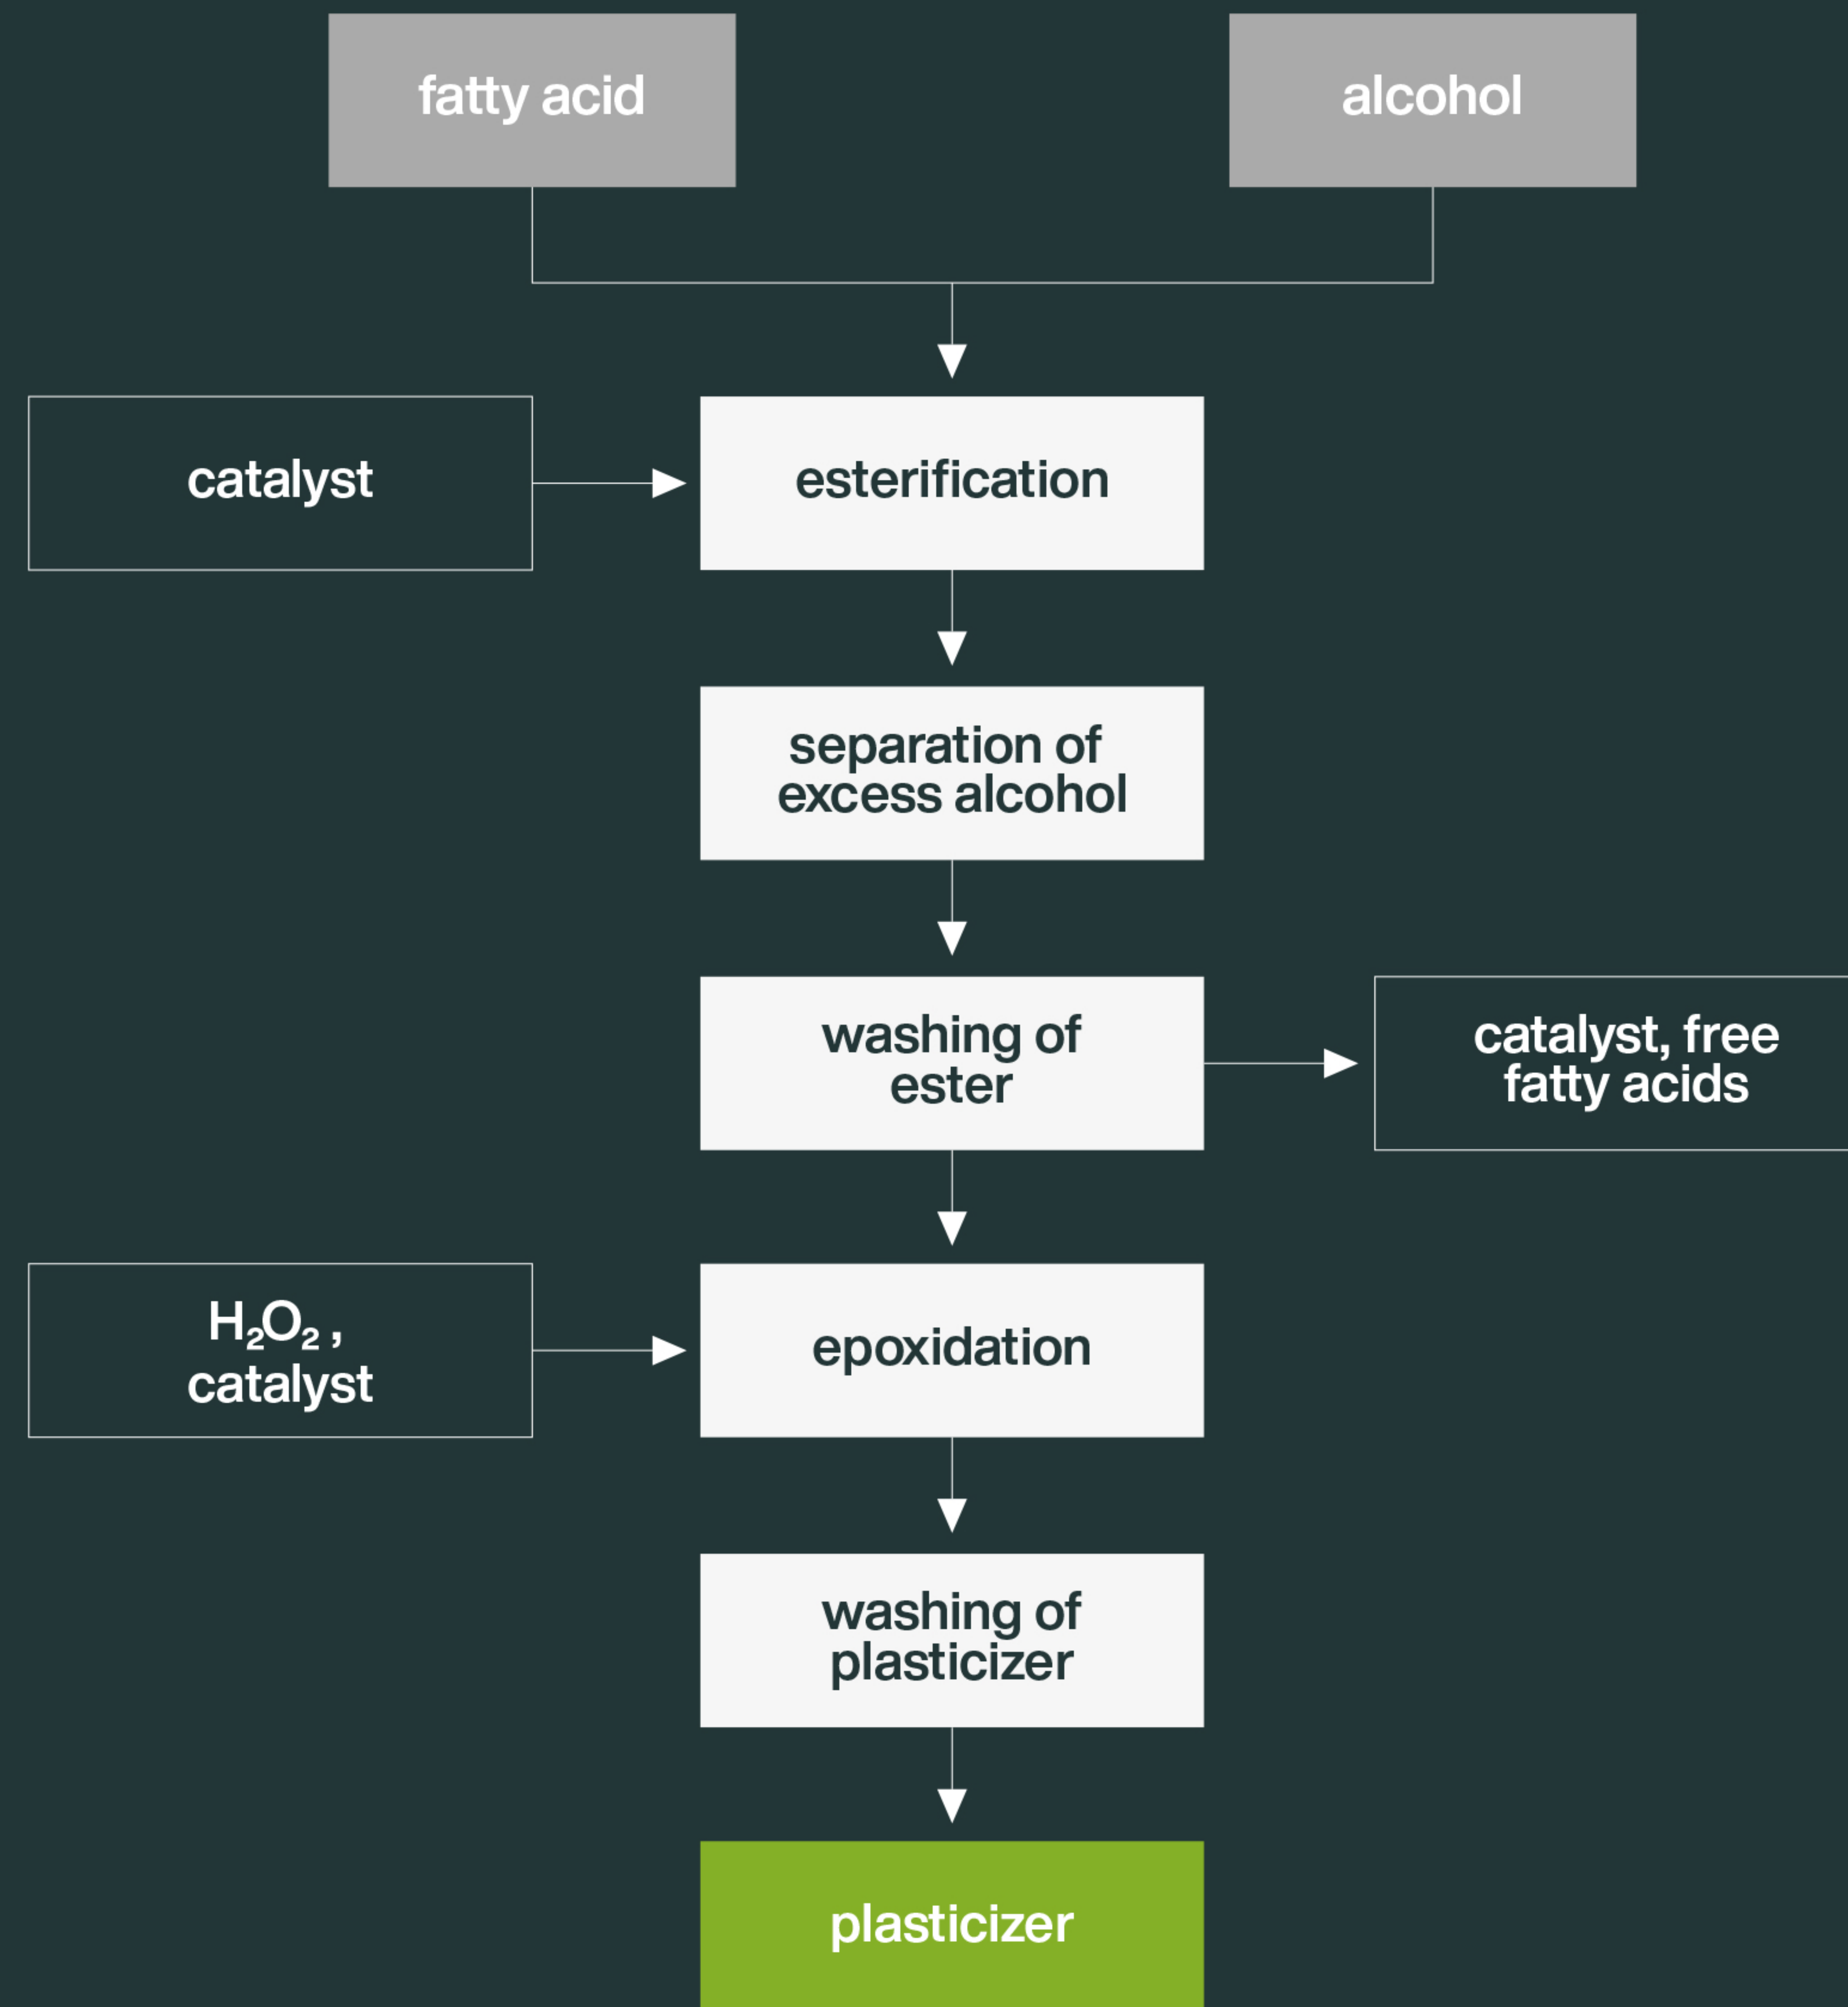 fatty acid
alcohol
catalyst
esterification
separation of
excess alcohol
washing of
ester
catalyst, free
fatty acids
H₂O₂ ,
catalyst
epoxidation
washing of
plasticizer
plasticizer